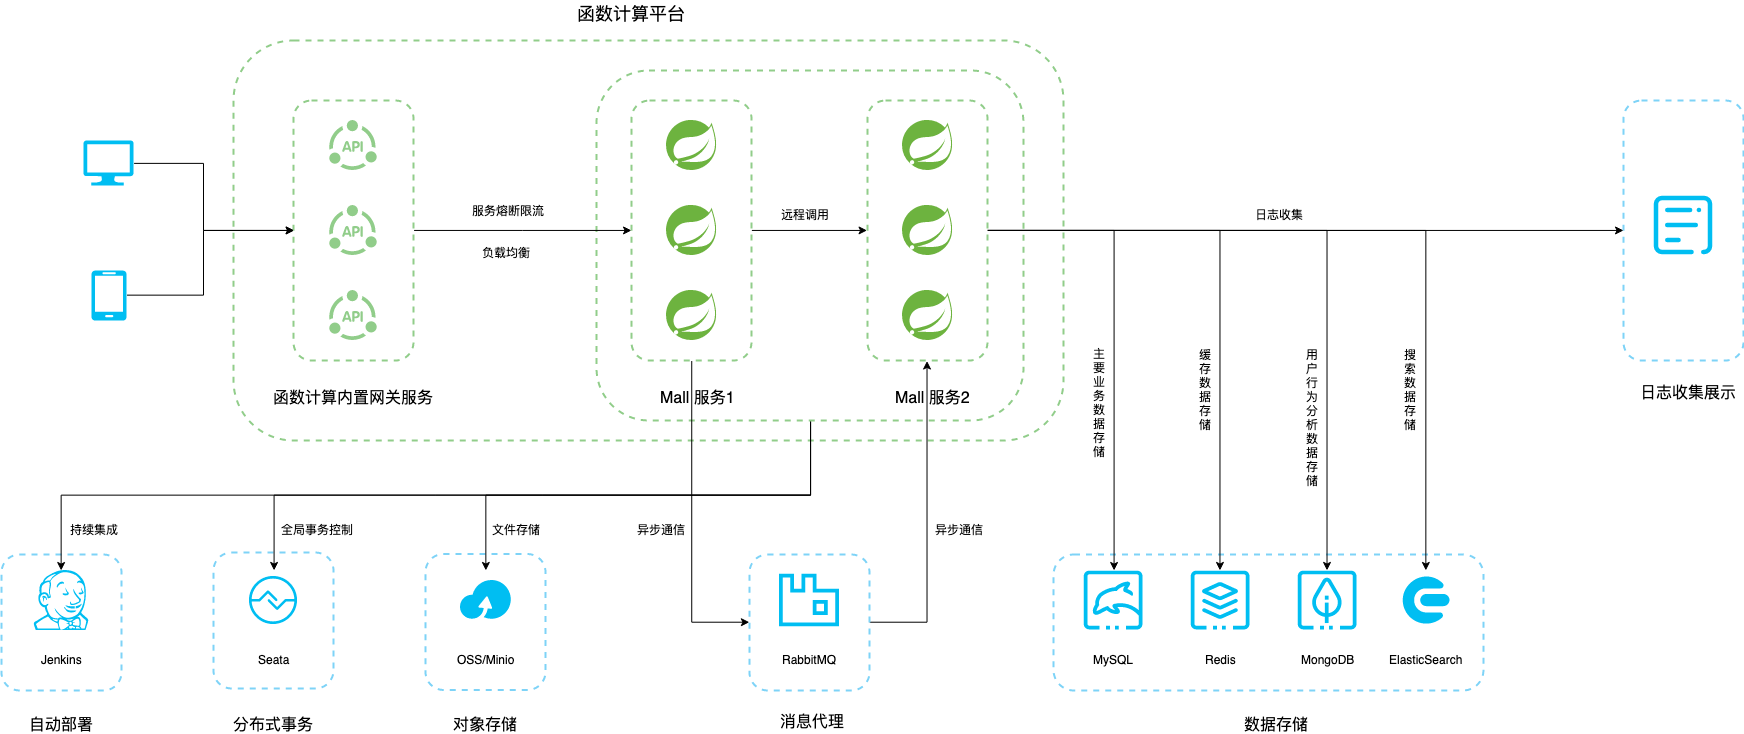 函数计算平台
API
API
API
服务熔断限流
负载均衡
远程调用
日志收集
函数计算内置网关服务
Mall 服务1
Mall 服务2
日志收集展示
主要业务数据存储
缓存数据存储
用户行为分析数据存储
搜索数据存储
持续集成
全局事务控制
文件存储
异步通信
异步通信
Jenkins
Seata
OSS/Minio
RabbitMQ
MySQL
Redis
MongoDB
ElasticSearch
自动部署
分布式事务
对象存储
消息代理
数据存储